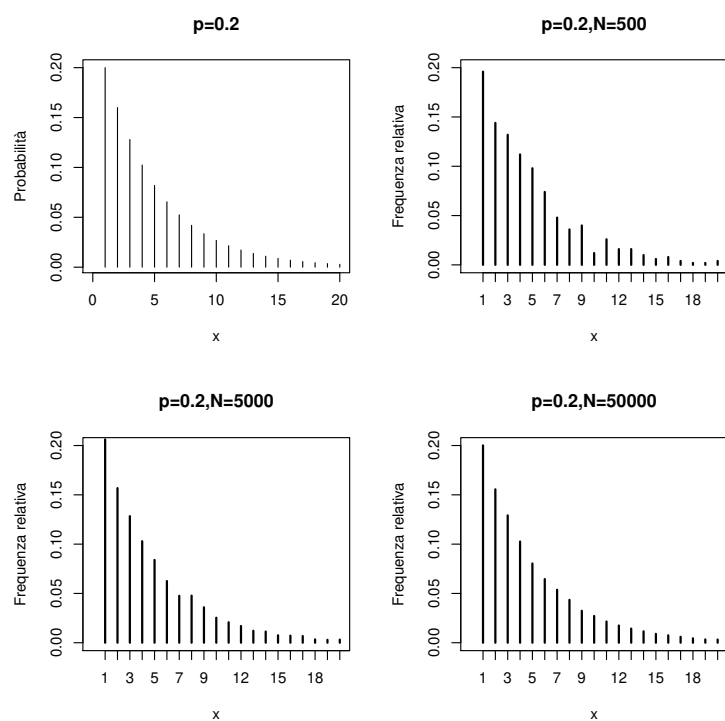 p=0.2
Probabilità
0.00 0.05 0.10 0.15 0.20
0 5 10 15 20
x
p=0.2,N=500
Frequenza relativa
0.00 0.05 0.10 0.15 0.20
1 3 5 7 9 12 15 18
x
p=0.2,N=5000
Frequenza relativa
0.00 0.05 0.10 0.15 0.20
1 3 5 7 9 12 15 18
x
p=0.2,N=50000
Frequenza relativa
0.00 0.05 0.10 0.15 0.20
1 3 5 7 9 12 15 18
x